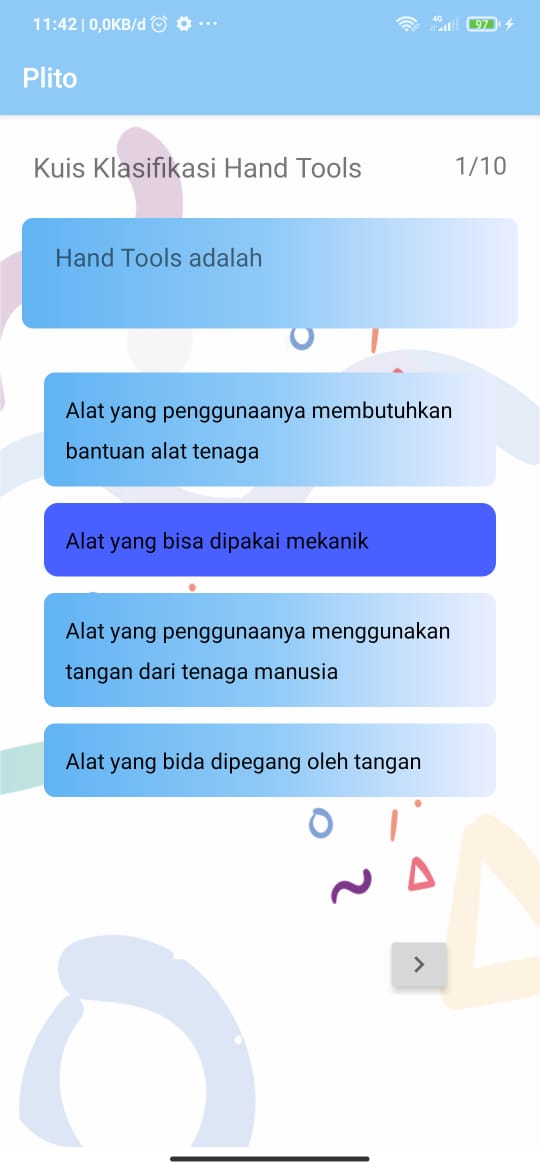 11:42 | 0,0KB/d ...
4G
97
Plito
Kuis Klasifikasi Hand Tools
1/10
Hand Tools adalah
Alat yang penggunaanya membutuhkan
bantuan alat tenaga
Alat yang bisa dipakai mekanik
Alat yang penggunaanya menggunakan
tangan dari tenaga manusia
Alat yang bida dipegang oleh tangan